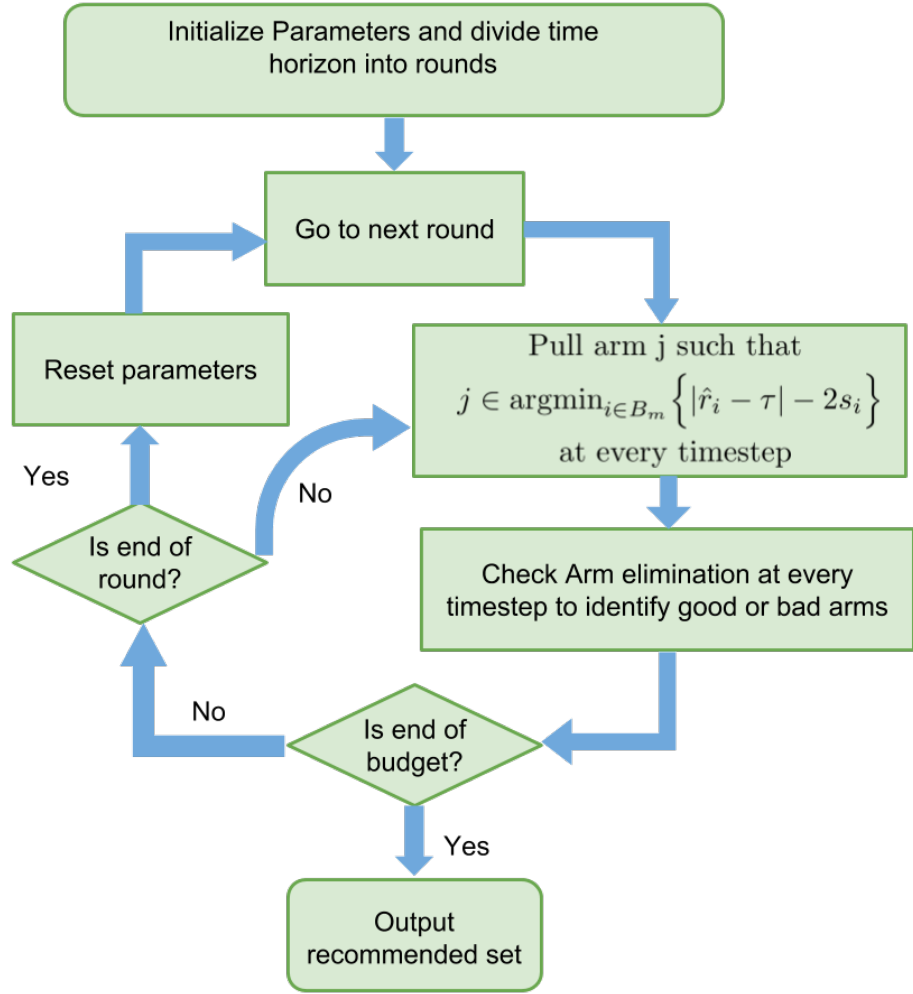 Initialize Parameters and divide time
horizon into rounds
Go to next round
Reset parameters
Pull arm j such that
j ∈ argmin_{i∈B_m} {|r̂_i − τ| − 2s_i}
at every timestep
Yes
No
Is end of
round?
Check Arm elimination at every
timestep to identify good or bad arms
No
Is end of
budget?
Yes
Output
recommended set